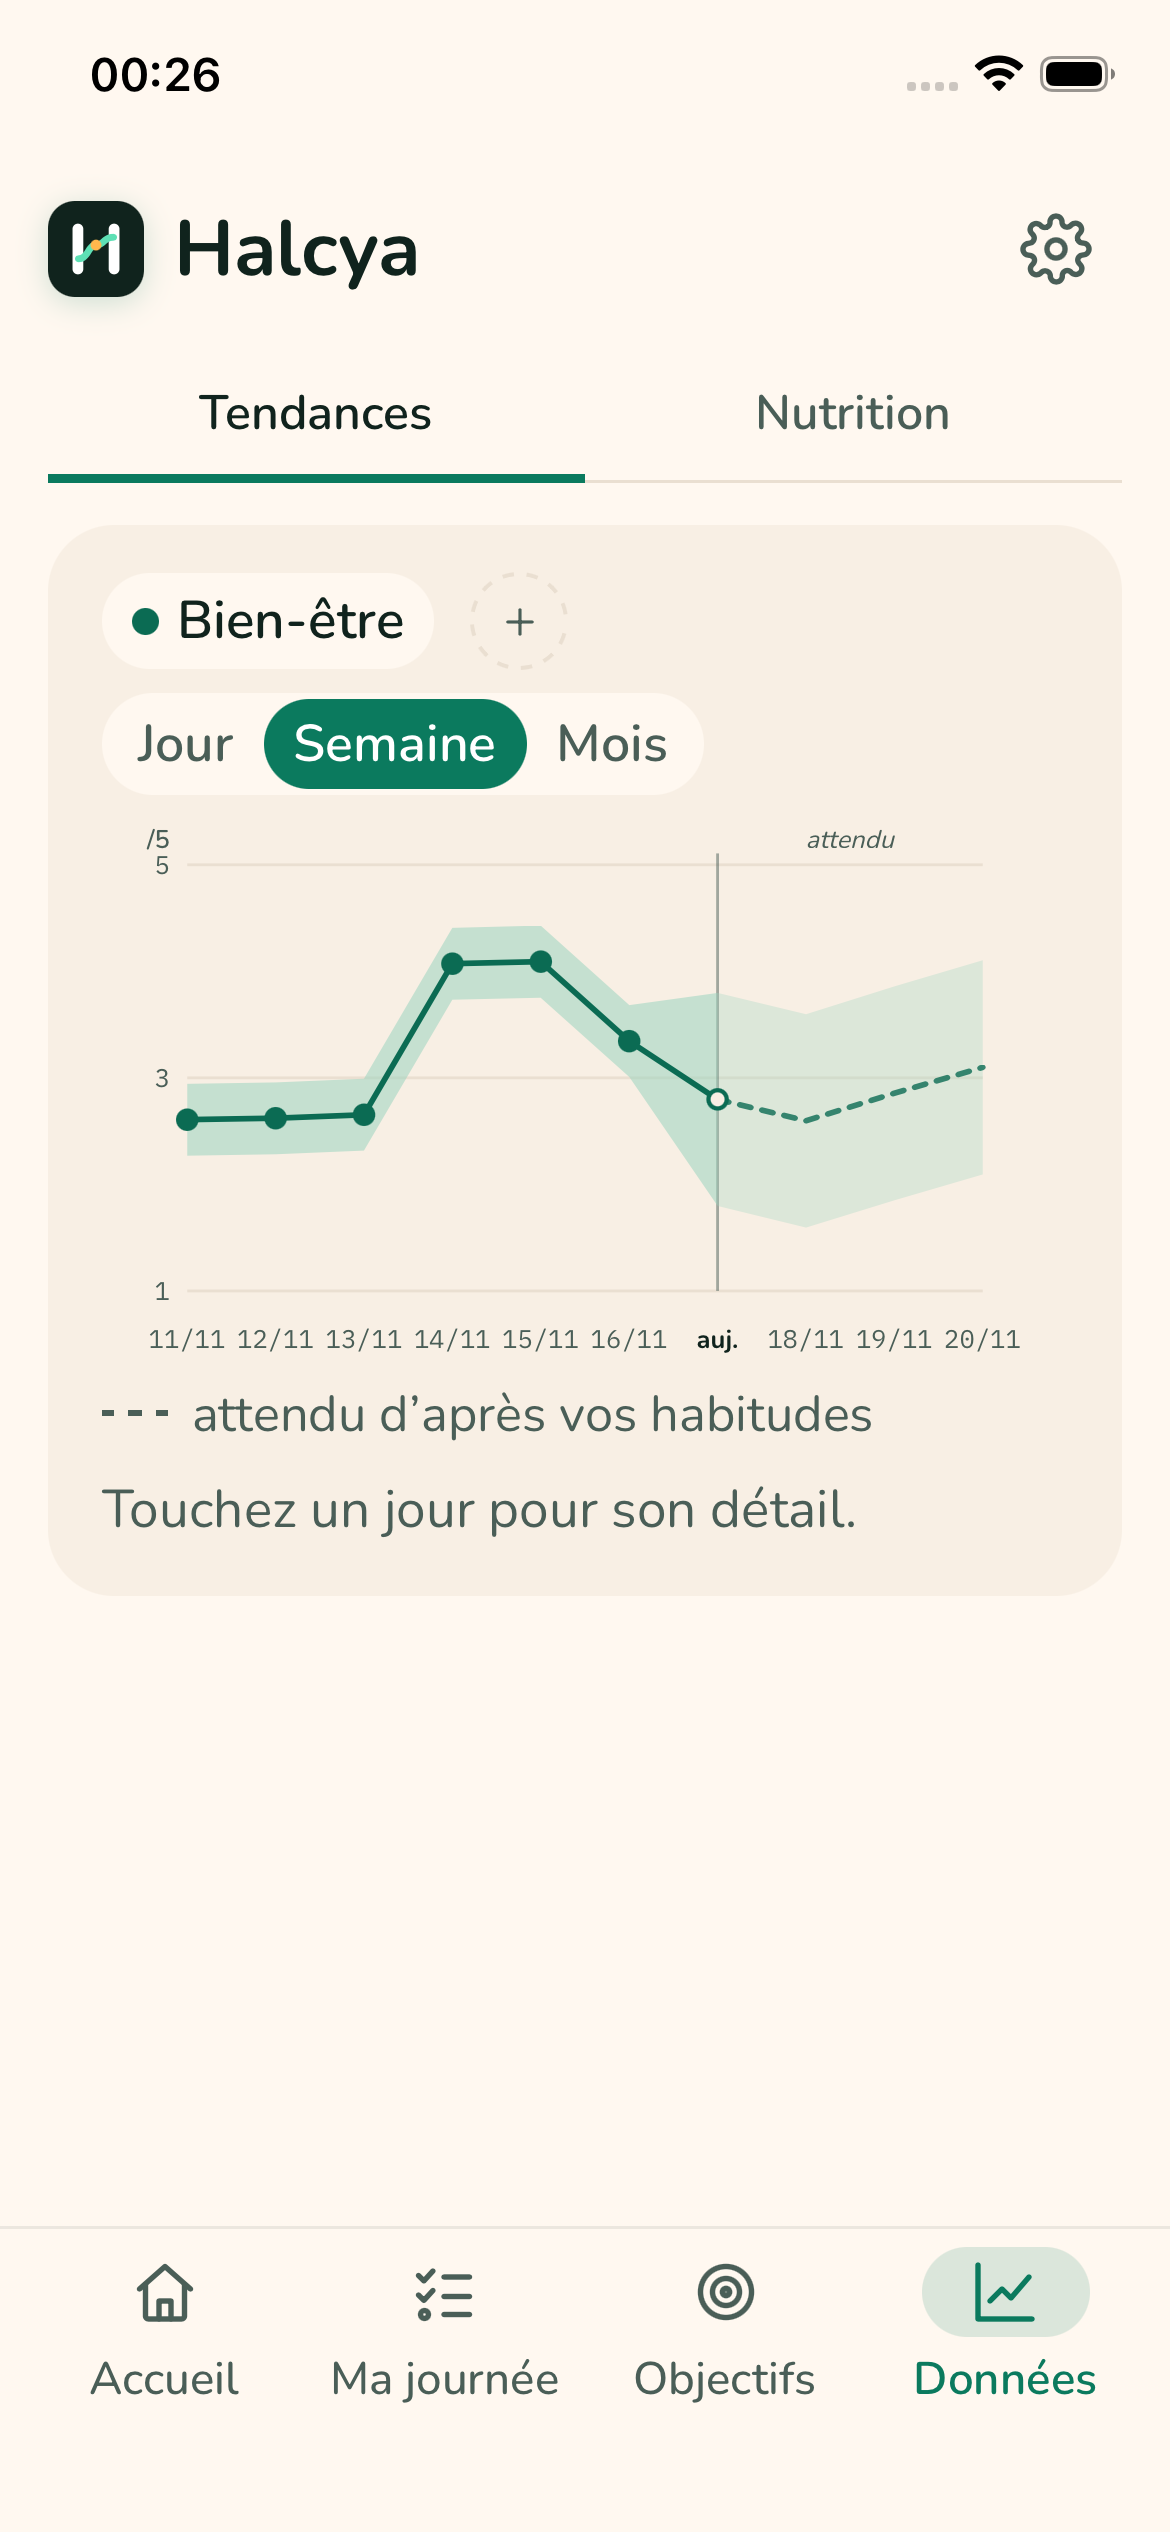 00:26
Halcya
Tendances Nutrition
Bien-être +
Jour Semaine Mois
/5 attendu
5
3
1
11/11 12/11 13/11 14/11 15/11 16/11 auj. 18/11 19/11 20/11
attendu d’après vos habitudes
Touchez un jour pour son détail.
Accueil Ma journée Objectifs Données